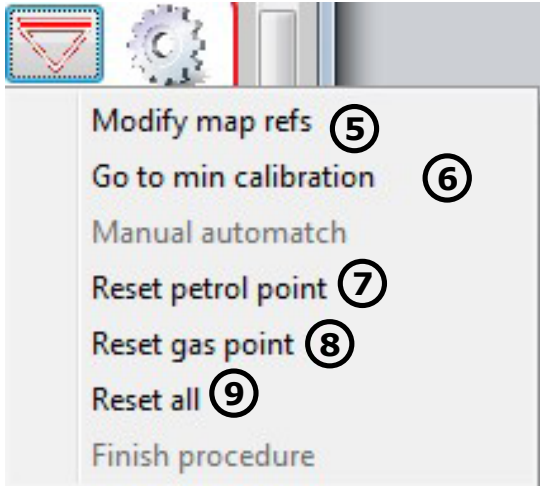 Modify map refs 5
Go to min calibration 6
Manual automatch
Reset petrol point 7
Reset gas point 8
Reset all 9
Finish procedure